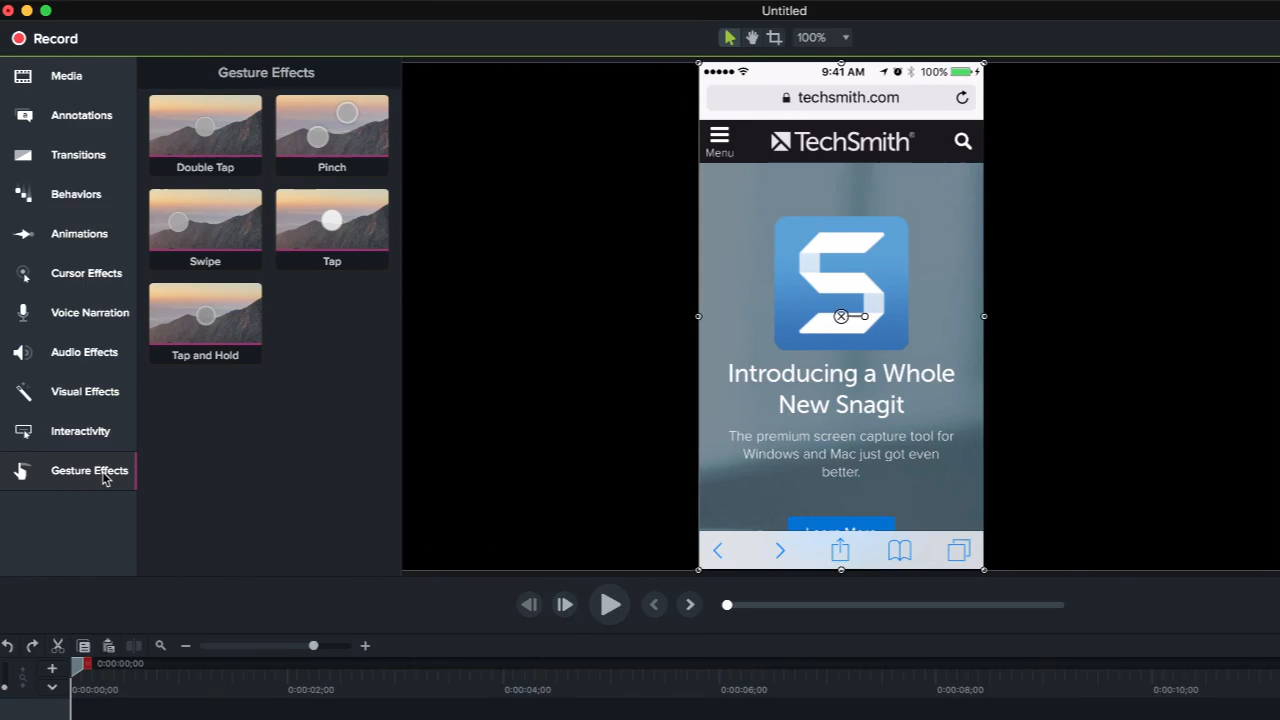 Untitled
Record
100%
Media
Annotations
Transitions
Behaviors
Animations
Cursor Effects
Voice Narration
Audio Effects
Visual Effects
Interactivity
Gesture Effects
Gesture Effects
Double Tap
Pinch
Swipe
Tap
Tap and Hold
9:41 AM
100%
techsmith.com
Menu
TechSmith®
Introducing a Whole
New Snagit
The premium screen capture tool for
Windows and Mac just got even
better.
Learn More
0:00:00;00
0:00:00;00
0:00:02;00
0:00:04;00
0:00:06;00
0:00:08;00
0:00:10;00